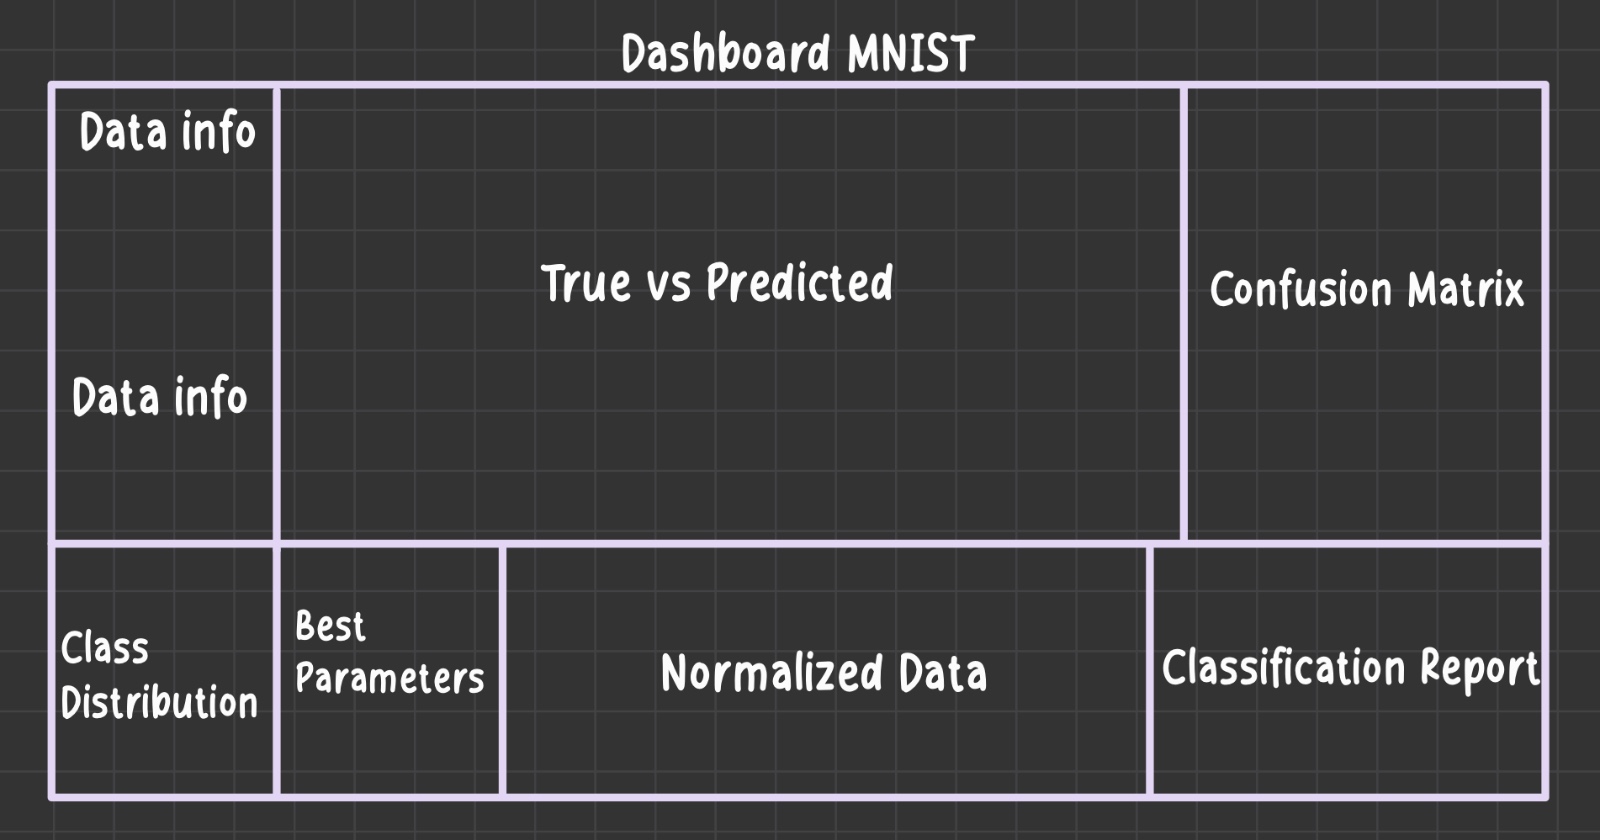 Dashboard MNIST
Data info
Data info
True vs Predicted
Confusion Matrix
Class
Distribution
Best
Parameters
Normalized Data
Classification Report